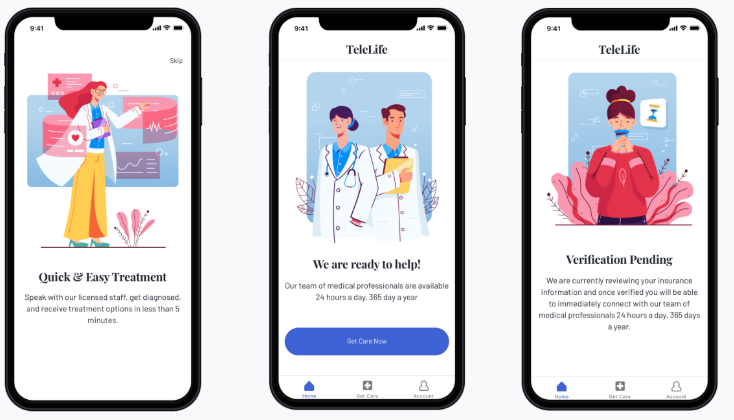 9:41
Skip
Quick & Easy Treatment
Speak with our licensed staff, get diagnosed,
and receive treatment options in less than 5
minutes.
9:41
TeleLife
We are ready to help!
Our team of medical professionals are available
24 hours a day, 365 day a year
Get Care Now
Home
Get Care
Account
9:41
TeleLife
Verification Pending
We are currently reviewing your insurance
information and once verified you will be able
to immediately connect with our team of
medical professionals 24 hours a day, 365 days
a year.
Home
Get Care
Account